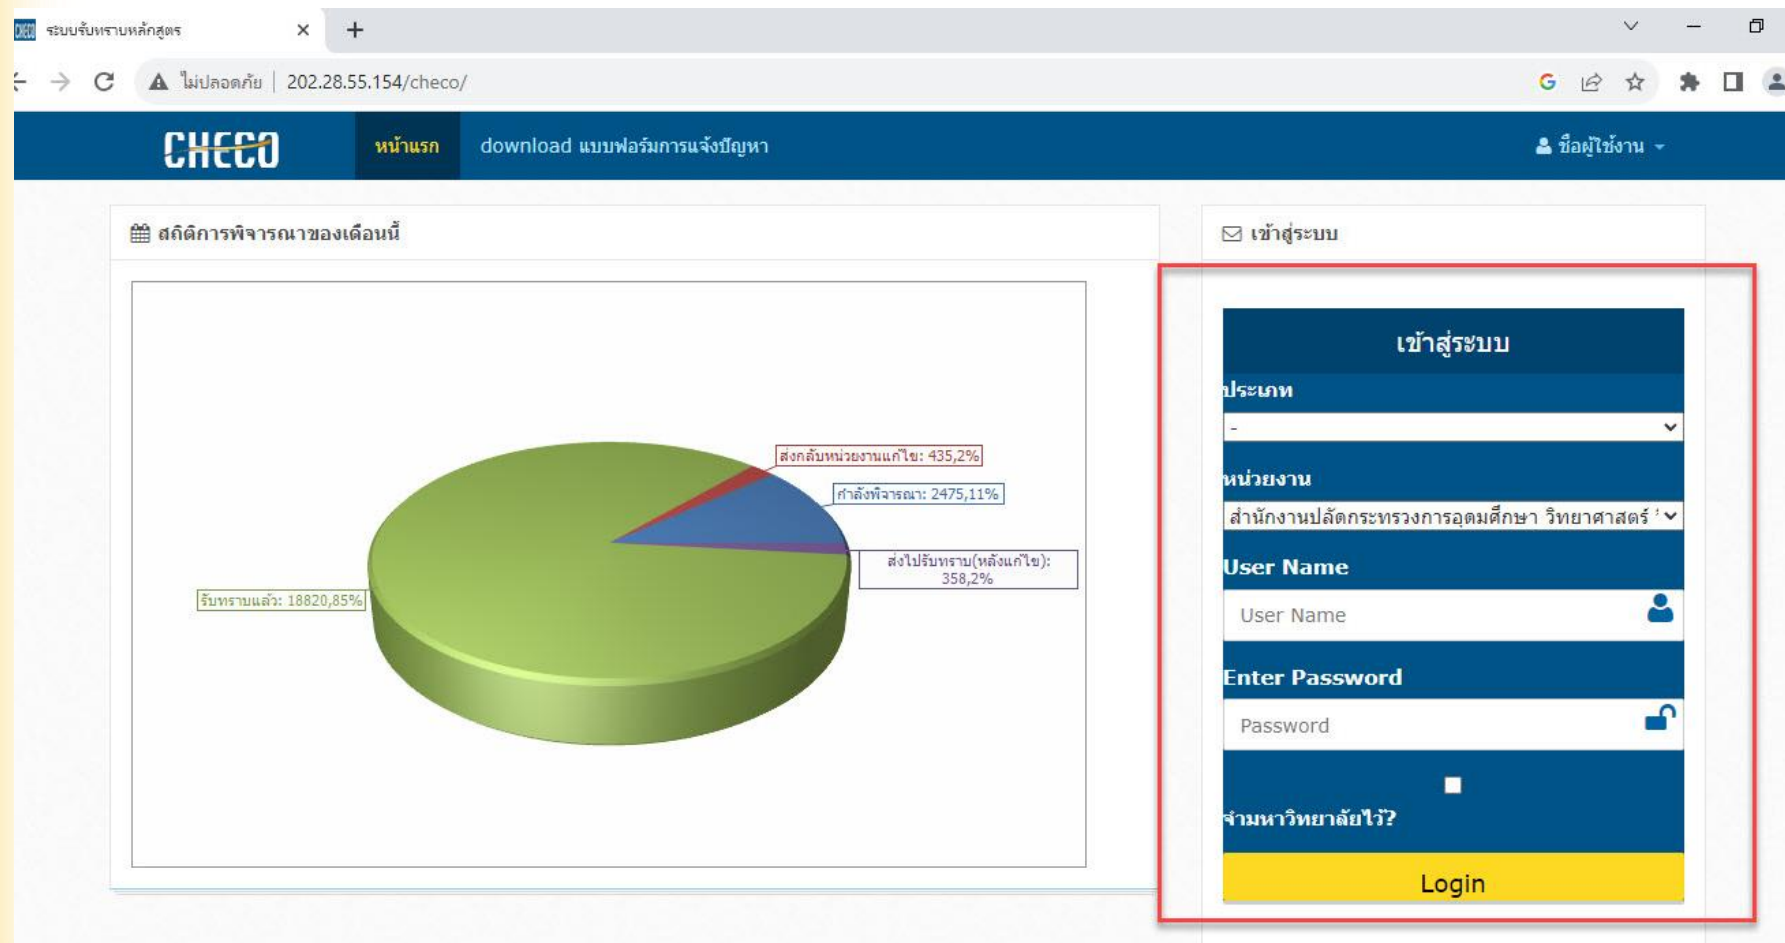 ระบบรับทราบหลักสูตร
ไม่ปลอดภัย 202.28.55.154/checo/
CHECO หน้าแรก download แบบฟอร์มการแจ้งปัญหา ชื่อผู้ใช้งาน
สถิติการพิจารณาของเดือนนี้
ส่งกลับหน่วยงานแก้ไข: 435,2%
กำลังพิจารณา: 2475,11%
ส่งไปรับทราบ(หลังแก้ไข):
358,2%
รับทราบแล้ว: 18820,85%
เข้าสู่ระบบ
เข้าสู่ระบบ
ประเภท
-
หน่วยงาน
สำนักงานปลัดกระทรวงการอุดมศึกษา วิทยาศาสตร์
User Name
User Name
Enter Password
Password
จำมหาวิทยาลัยไว้?
Login